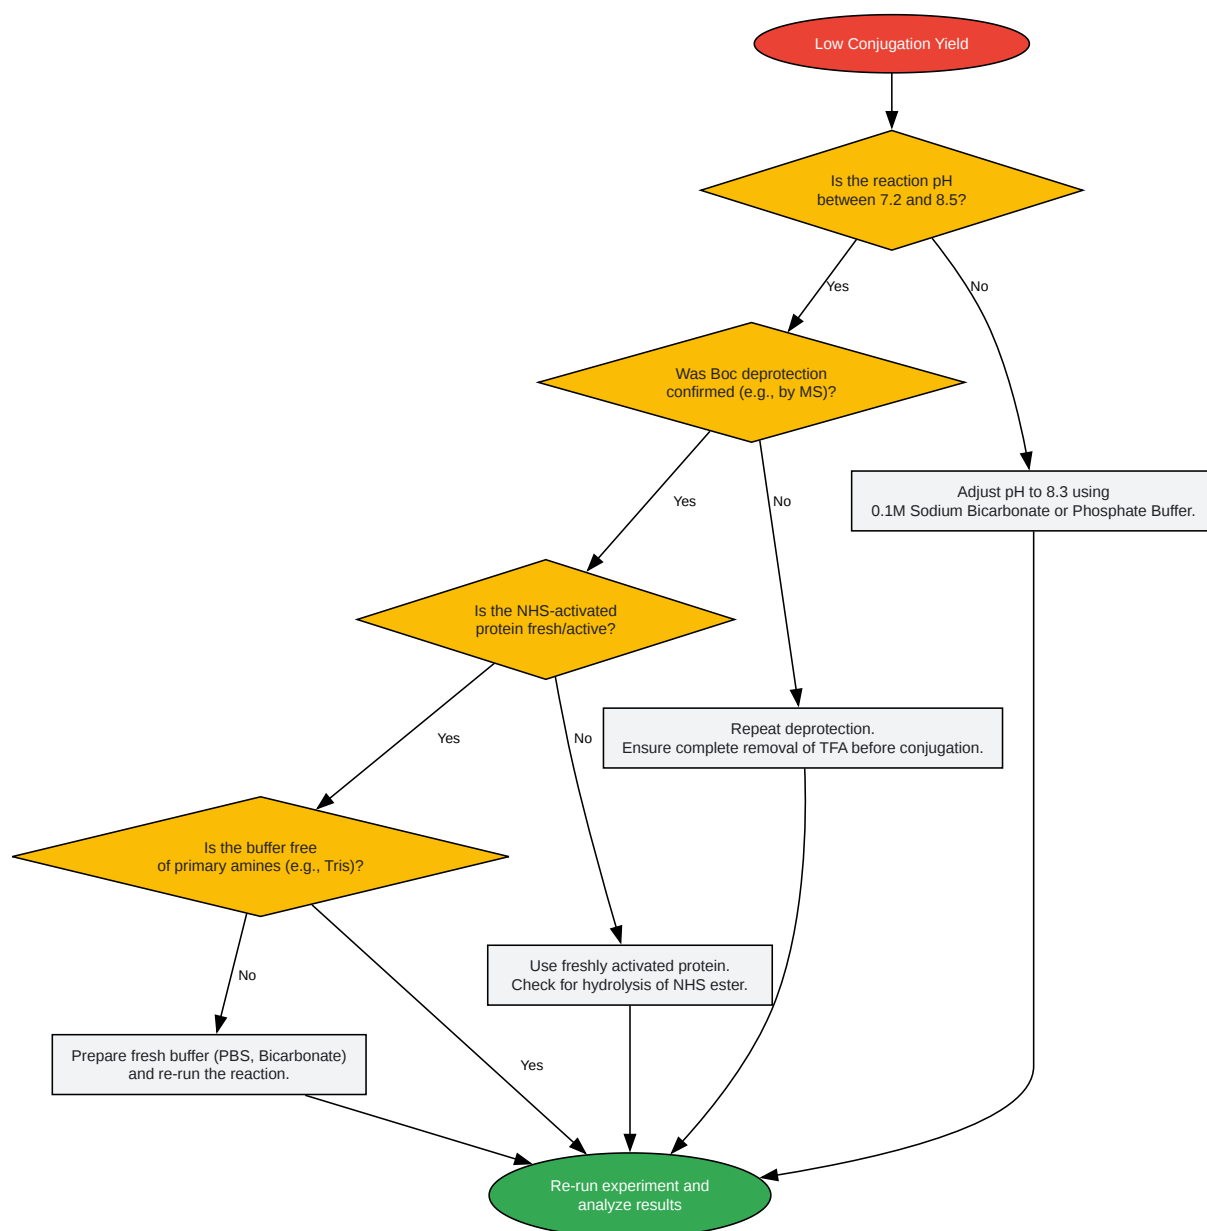 Low Conjugation Yield
Is the reaction pH
between 7.2 and 8.5?
Yes
No
Was Boc deprotection
confirmed (e.g., by MS)?
Yes
No
Adjust pH to 8.3 using
0.1M Sodium Bicarbonate or Phosphate Buffer.
Is the NHS-activated
protein fresh/active?
Yes
No
Repeat deprotection.
Ensure complete removal of TFA before conjugation.
Is the buffer free
of primary amines (e.g., Tris)?
No
Yes
Use freshly activated protein.
Check for hydrolysis of NHS ester.
Prepare fresh buffer (PBS, Bicarbonate)
and re-run the reaction.
Re-run experiment and
analyze results